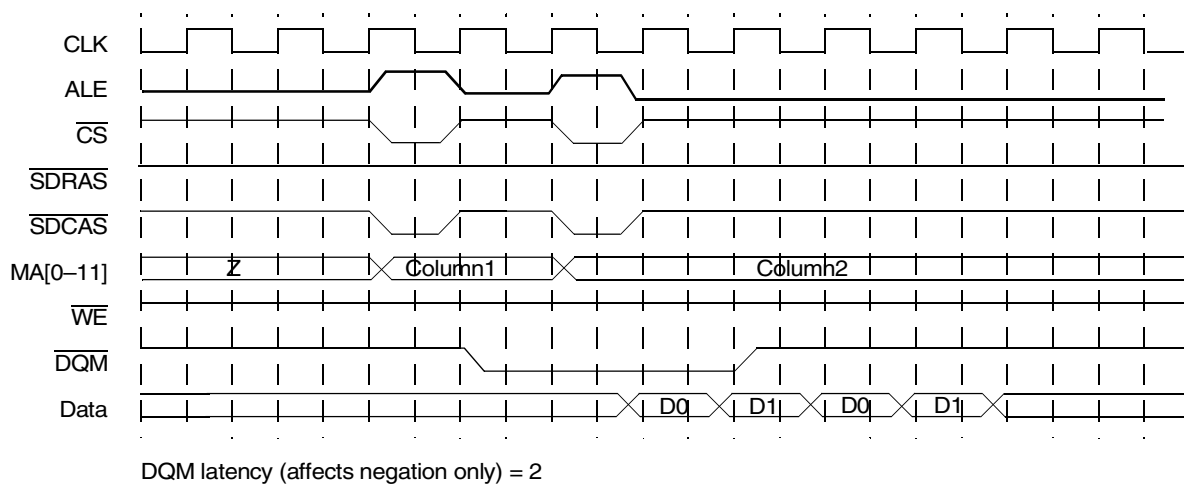 CLK
ALE
CS
SDRAS
SDCAS
MA[0–11] Z Column1 Column2
WE
DQM
Data D0 D1 D0 D1
DQM latency (affects negation only) = 2